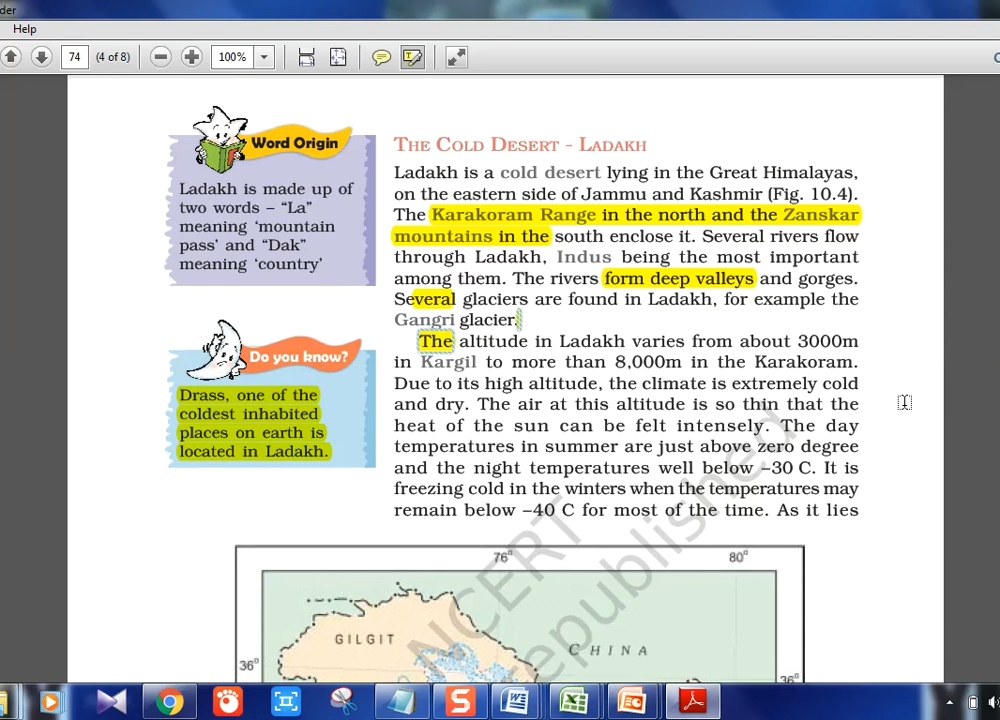 der
Help
74
(4 of 8)
100%
Word Origin
Ladakh is made up of
two words – “La”
meaning ‘mountain
pass’ and “Dak”
meaning ‘country’
Do you know?
Drass, one of the
coldest inhabited
places on earth is
located in Ladakh.
The Cold Desert - Ladakh
Ladakh is a cold desert lying in the Great Himalayas,
on the eastern side of Jammu and Kashmir (Fig. 10.4).
The Karakoram Range in the north and the Zanskar
mountains in the south enclose it. Several rivers flow
through Ladakh, Indus being the most important
among them. The rivers form deep valleys and gorges.
Several glaciers are found in Ladakh, for example the
Gangri glacier.
The altitude in Ladakh varies from about 3000m
in Kargil to more than 8,000m in the Karakoram.
Due to its high altitude, the climate is extremely cold
and dry. The air at this altitude is so thin that the
heat of the sun can be felt intensely. The day
temperatures in summer are just above zero degree
and the night temperatures well below –30 C. It is
freezing cold in the winters when the temperatures may
remain below –40 C for most of the time. As it lies
76°
80°
GILGIT
CHINA
36°
36°
NCERT
republished